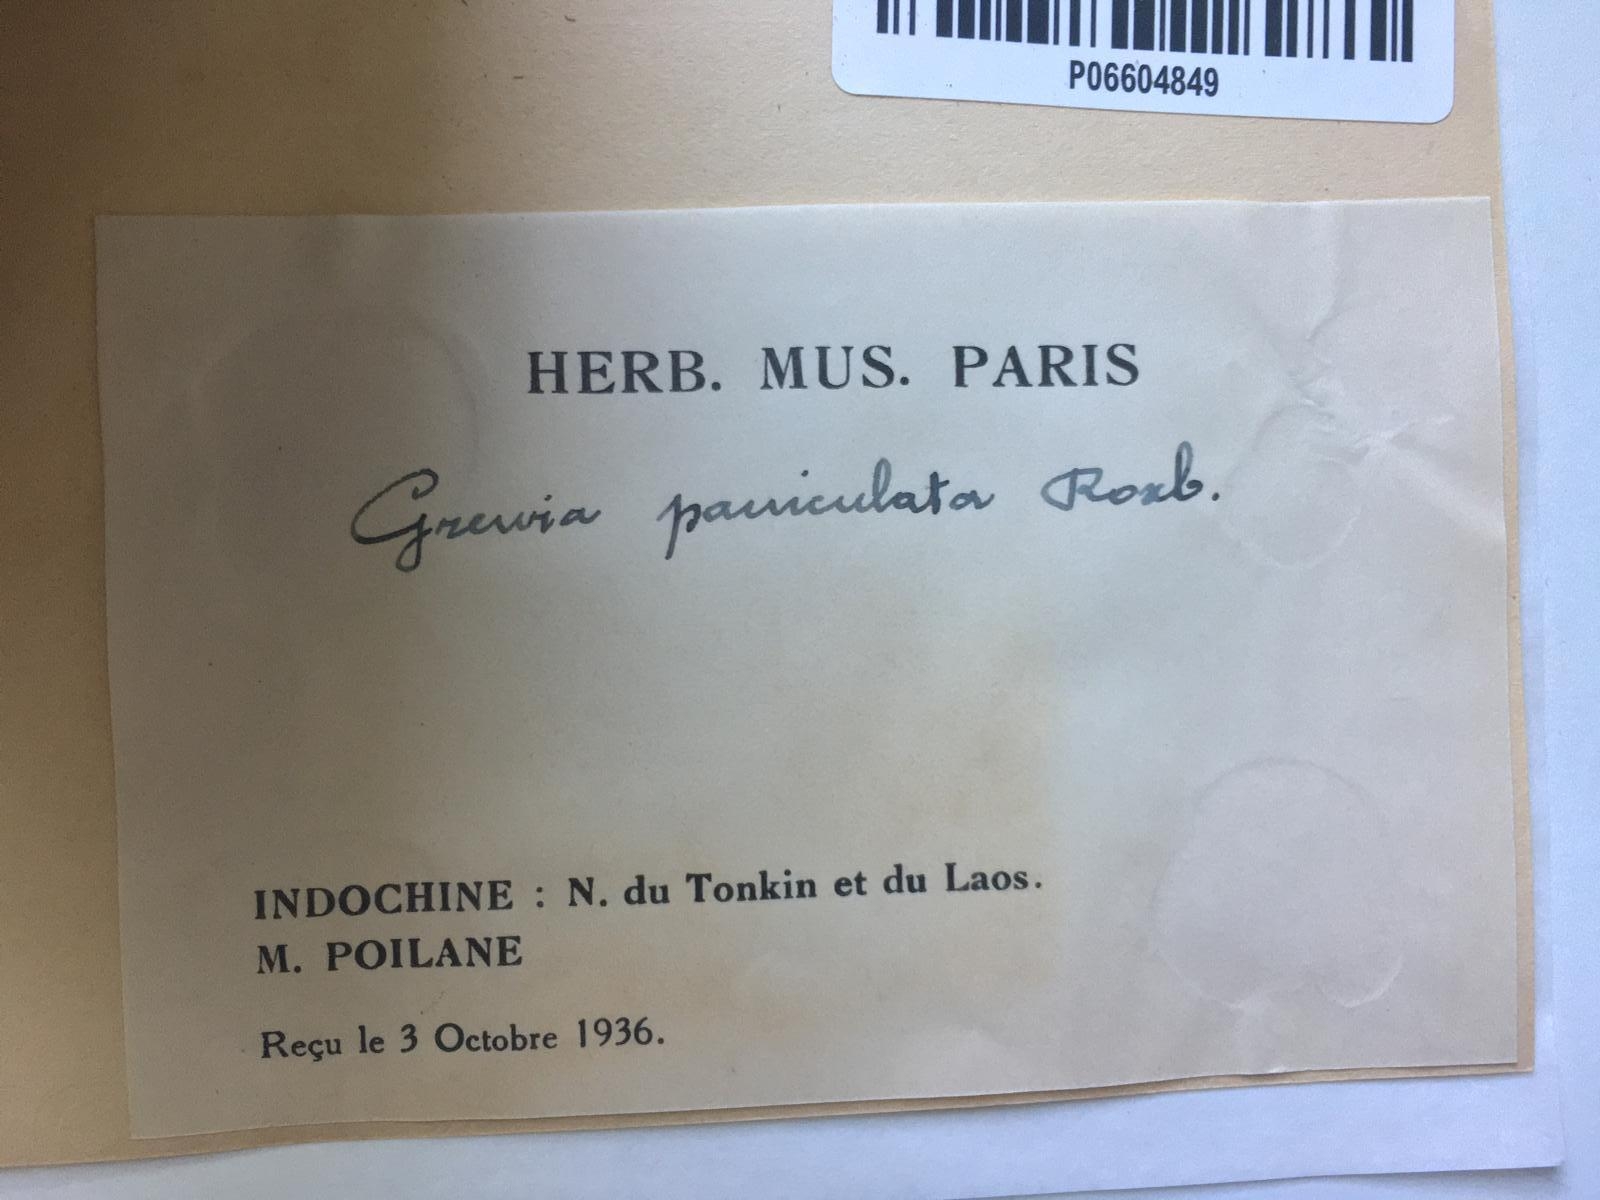 P06604849
HERB. MUS. PARIS
Grewia paniculata Roxb.
INDOCHINE : N. du Tonkin et du Laos.
M. POILANE
Reçu le 3 Octobre 1936.